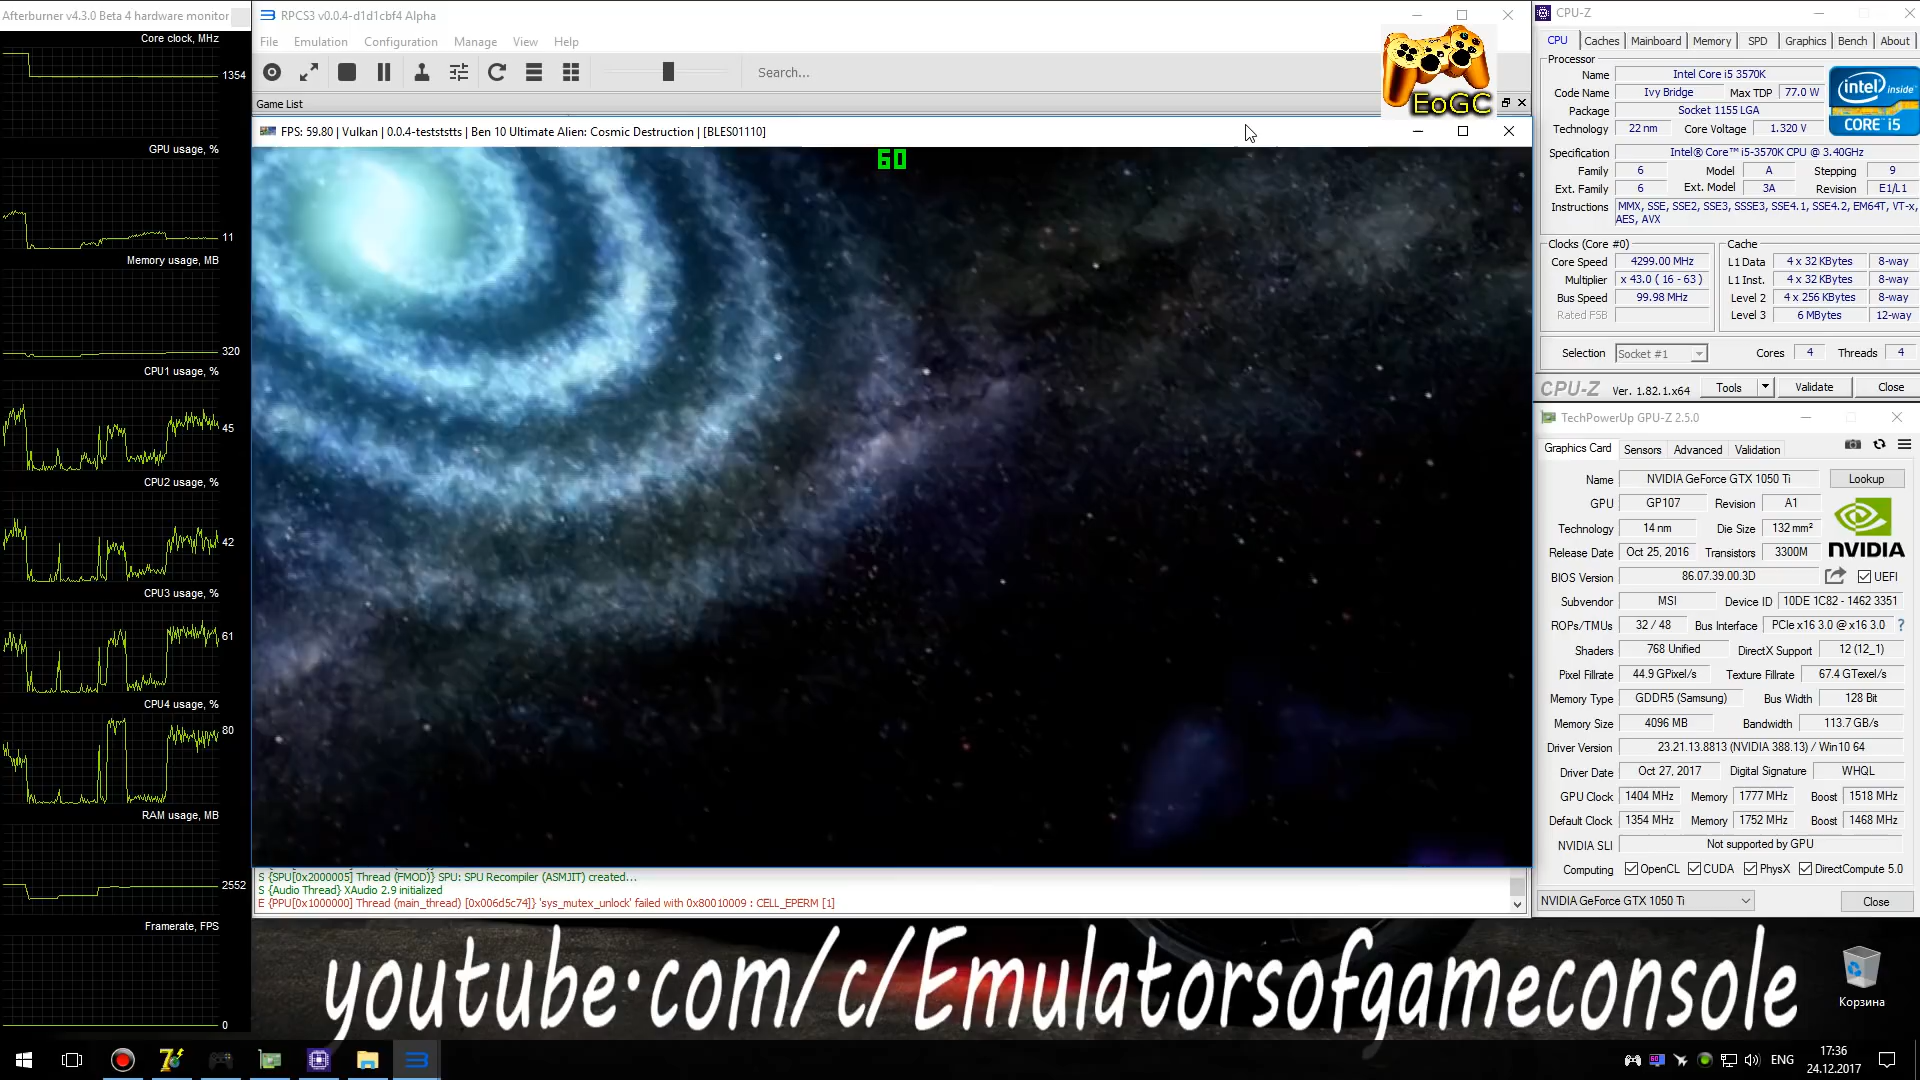 Afterburner v4.3.0 Beta 4 hardware monitor
Core clock, MHz
1354
GPU usage, %
11
Memory usage, MB
320
CPU1 usage, %
45
CPU2 usage, %
42
CPU3 usage, %
61
CPU4 usage, %
80
RAM usage, MB
2552
Framerate, FPS
0
RPCS3 v0.0.4-d1d1cbf4 Alpha
File Emulation Configuration Manage View Help
Search...
EoGC
Game List
FPS: 59.80 | Vulkan | 0.0.4-testststts | Ben 10 Ultimate Alien: Cosmic Destruction | [BLES01110]
60
S {SPU[0x2000005] Thread (FMOD)} SPU: SPU Recompiler (ASMJIT) created...
S {Audio Thread} XAudio 2.9 initialized
E {PPU[0x1000000] Thread (main_thread) [0x006d5c74]} 'sys_mutex_unlock' failed with 0x80010009 : CELL_EPERM [1]
CPU-Z
CPU Caches Mainboard Memory SPD Graphics Bench About
Processor
Name Intel Core i5 3570K
Code Name Ivy Bridge Max TDP 77.0 W
Package Socket 1155 LGA
Technology 22 nm Core Voltage 1.320 V
intel inside™
CORE i5
Specification Intel® Core™ i5-3570K CPU @ 3.40GHz
Family 6 Model A Stepping 9
Ext. Family 6 Ext. Model 3A Revision E1/L1
Instructions MMX, SSE, SSE2, SSE3, SSSE3, SSE4.1, SSE4.2, EM64T, VT-x,
AES, AVX
Clocks (Core #0) Cache
Core Speed 4299.00 MHz L1 Data 4 x 32 KBytes 8-way
Multiplier x 43.0 ( 16 - 63 ) L1 Inst. 4 x 32 KBytes 8-way
Bus Speed 99.98 MHz Level 2 4 x 256 KBytes 8-way
Rated FSB Level 3 6 MBytes 12-way
Selection Socket #1 Cores 4 Threads 4
CPU-Z Ver. 1.82.1.x64 Tools Validate Close
TechPowerUp GPU-Z 2.5.0
Graphics Card Sensors Advanced Validation
Name NVIDIA GeForce GTX 1050 Ti Lookup
GPU GP107 Revision A1
Technology 14 nm Die Size 132 mm²
Release Date Oct 25, 2016 Transistors 3300M
NVIDIA
BIOS Version 86.07.39.00.3D UEFI
Subvendor MSI Device ID 10DE 1C82 - 1462 3351
ROPs/TMUs 32 / 48 Bus Interface PCIe x16 3.0 @ x16 3.0 ?
Shaders 768 Unified DirectX Support 12 (12_1)
Pixel Fillrate 44.9 GPixel/s Texture Fillrate 67.4 GTexel/s
Memory Type GDDR5 (Samsung) Bus Width 128 Bit
Memory Size 4096 MB Bandwidth 113.7 GB/s
Driver Version 23.21.13.8813 (NVIDIA 388.13) / Win10 64
Driver Date Oct 27, 2017 Digital Signature WHQL
GPU Clock 1404 MHz Memory 1777 MHz Boost 1518 MHz
Default Clock 1354 MHz Memory 1752 MHz Boost 1468 MHz
NVIDIA SLI Not supported by GPU
Computing OpenCL CUDA PhysX DirectCompute 5.0
NVIDIA GeForce GTX 1050 Ti Close
youtube.com/c/Emulatorsofgameconsole
Корзина
ENG
17:36
24.12.2017